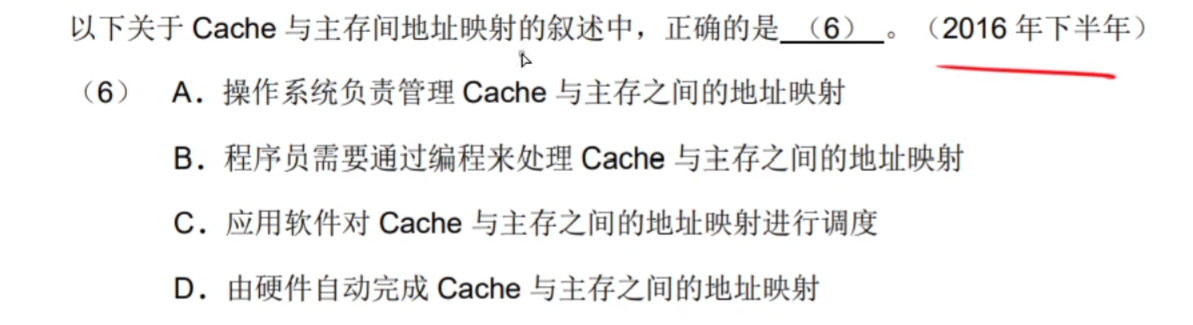 以下关于 Cache 与主存间地址映射的叙述中，正确的是 （6） 。（2016 年下半年）
（6） A．操作系统负责管理 Cache 与主存之间的地址映射
B．程序员需要通过编程来处理 Cache 与主存之间的地址映射
C．应用软件对 Cache 与主存之间的地址映射进行调度
D．由硬件自动完成 Cache 与主存之间的地址映射